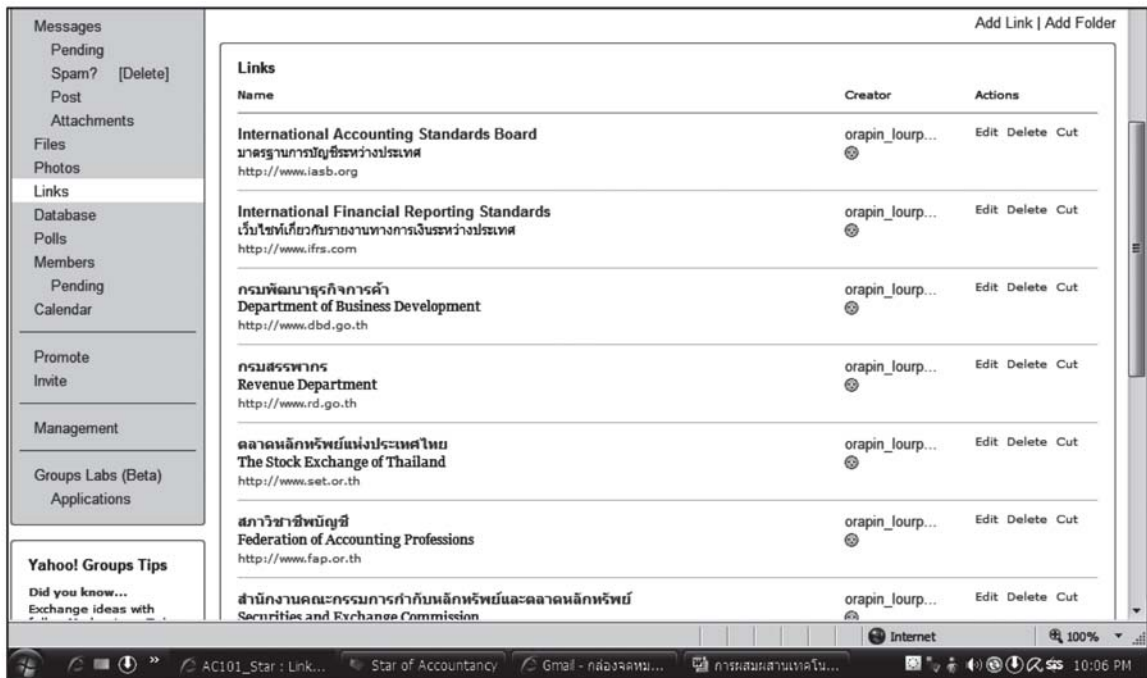 Messages
Pending
Spam? [Delete]
Post
Attachments
Files
Photos
Links
Database
Polls
Members
Pending
Calendar
Promote
Invite
Management
Groups Labs (Beta)
Applications
Yahoo! Groups Tips
Did you know...
Exchange ideas with
Add Link | Add Folder
Links
Name Creator Actions
International Accounting Standards Board orapin_lourp... Edit Delete Cut
มาตรฐานการบัญชีระหว่างประเทศ
http://www.iasb.org
International Financial Reporting Standards orapin_lourp... Edit Delete Cut
เว็บไซท์เกี่ยวกับรายงานทางการเงินระหว่างประเทศ
http://www.ifrs.com
กรมพัฒนาธุรกิจการค้า orapin_lourp... Edit Delete Cut
Department of Business Development
http://www.dbd.go.th
กรมสรรพากร orapin_lourp... Edit Delete Cut
Revenue Department
http://www.rd.go.th
ตลาดหลักทรัพย์แห่งประเทศไทย orapin_lourp... Edit Delete Cut
The Stock Exchange of Thailand
http://www.set.or.th
สภาวิชาชีพบัญชี orapin_lourp... Edit Delete Cut
Federation of Accounting Professions
http://www.fap.or.th
สำนักงานคณะกรรมการกำกับหลักทรัพย์และตลาดหลักทรัพย์ orapin_lourp... Edit Delete Cut
Securities and Exchange Commission
Internet 100%
AC101_Star : Link... Star of Accountancy Gmail - กล่องจดหม... การผสมผสานเทคโน... 10:06 PM